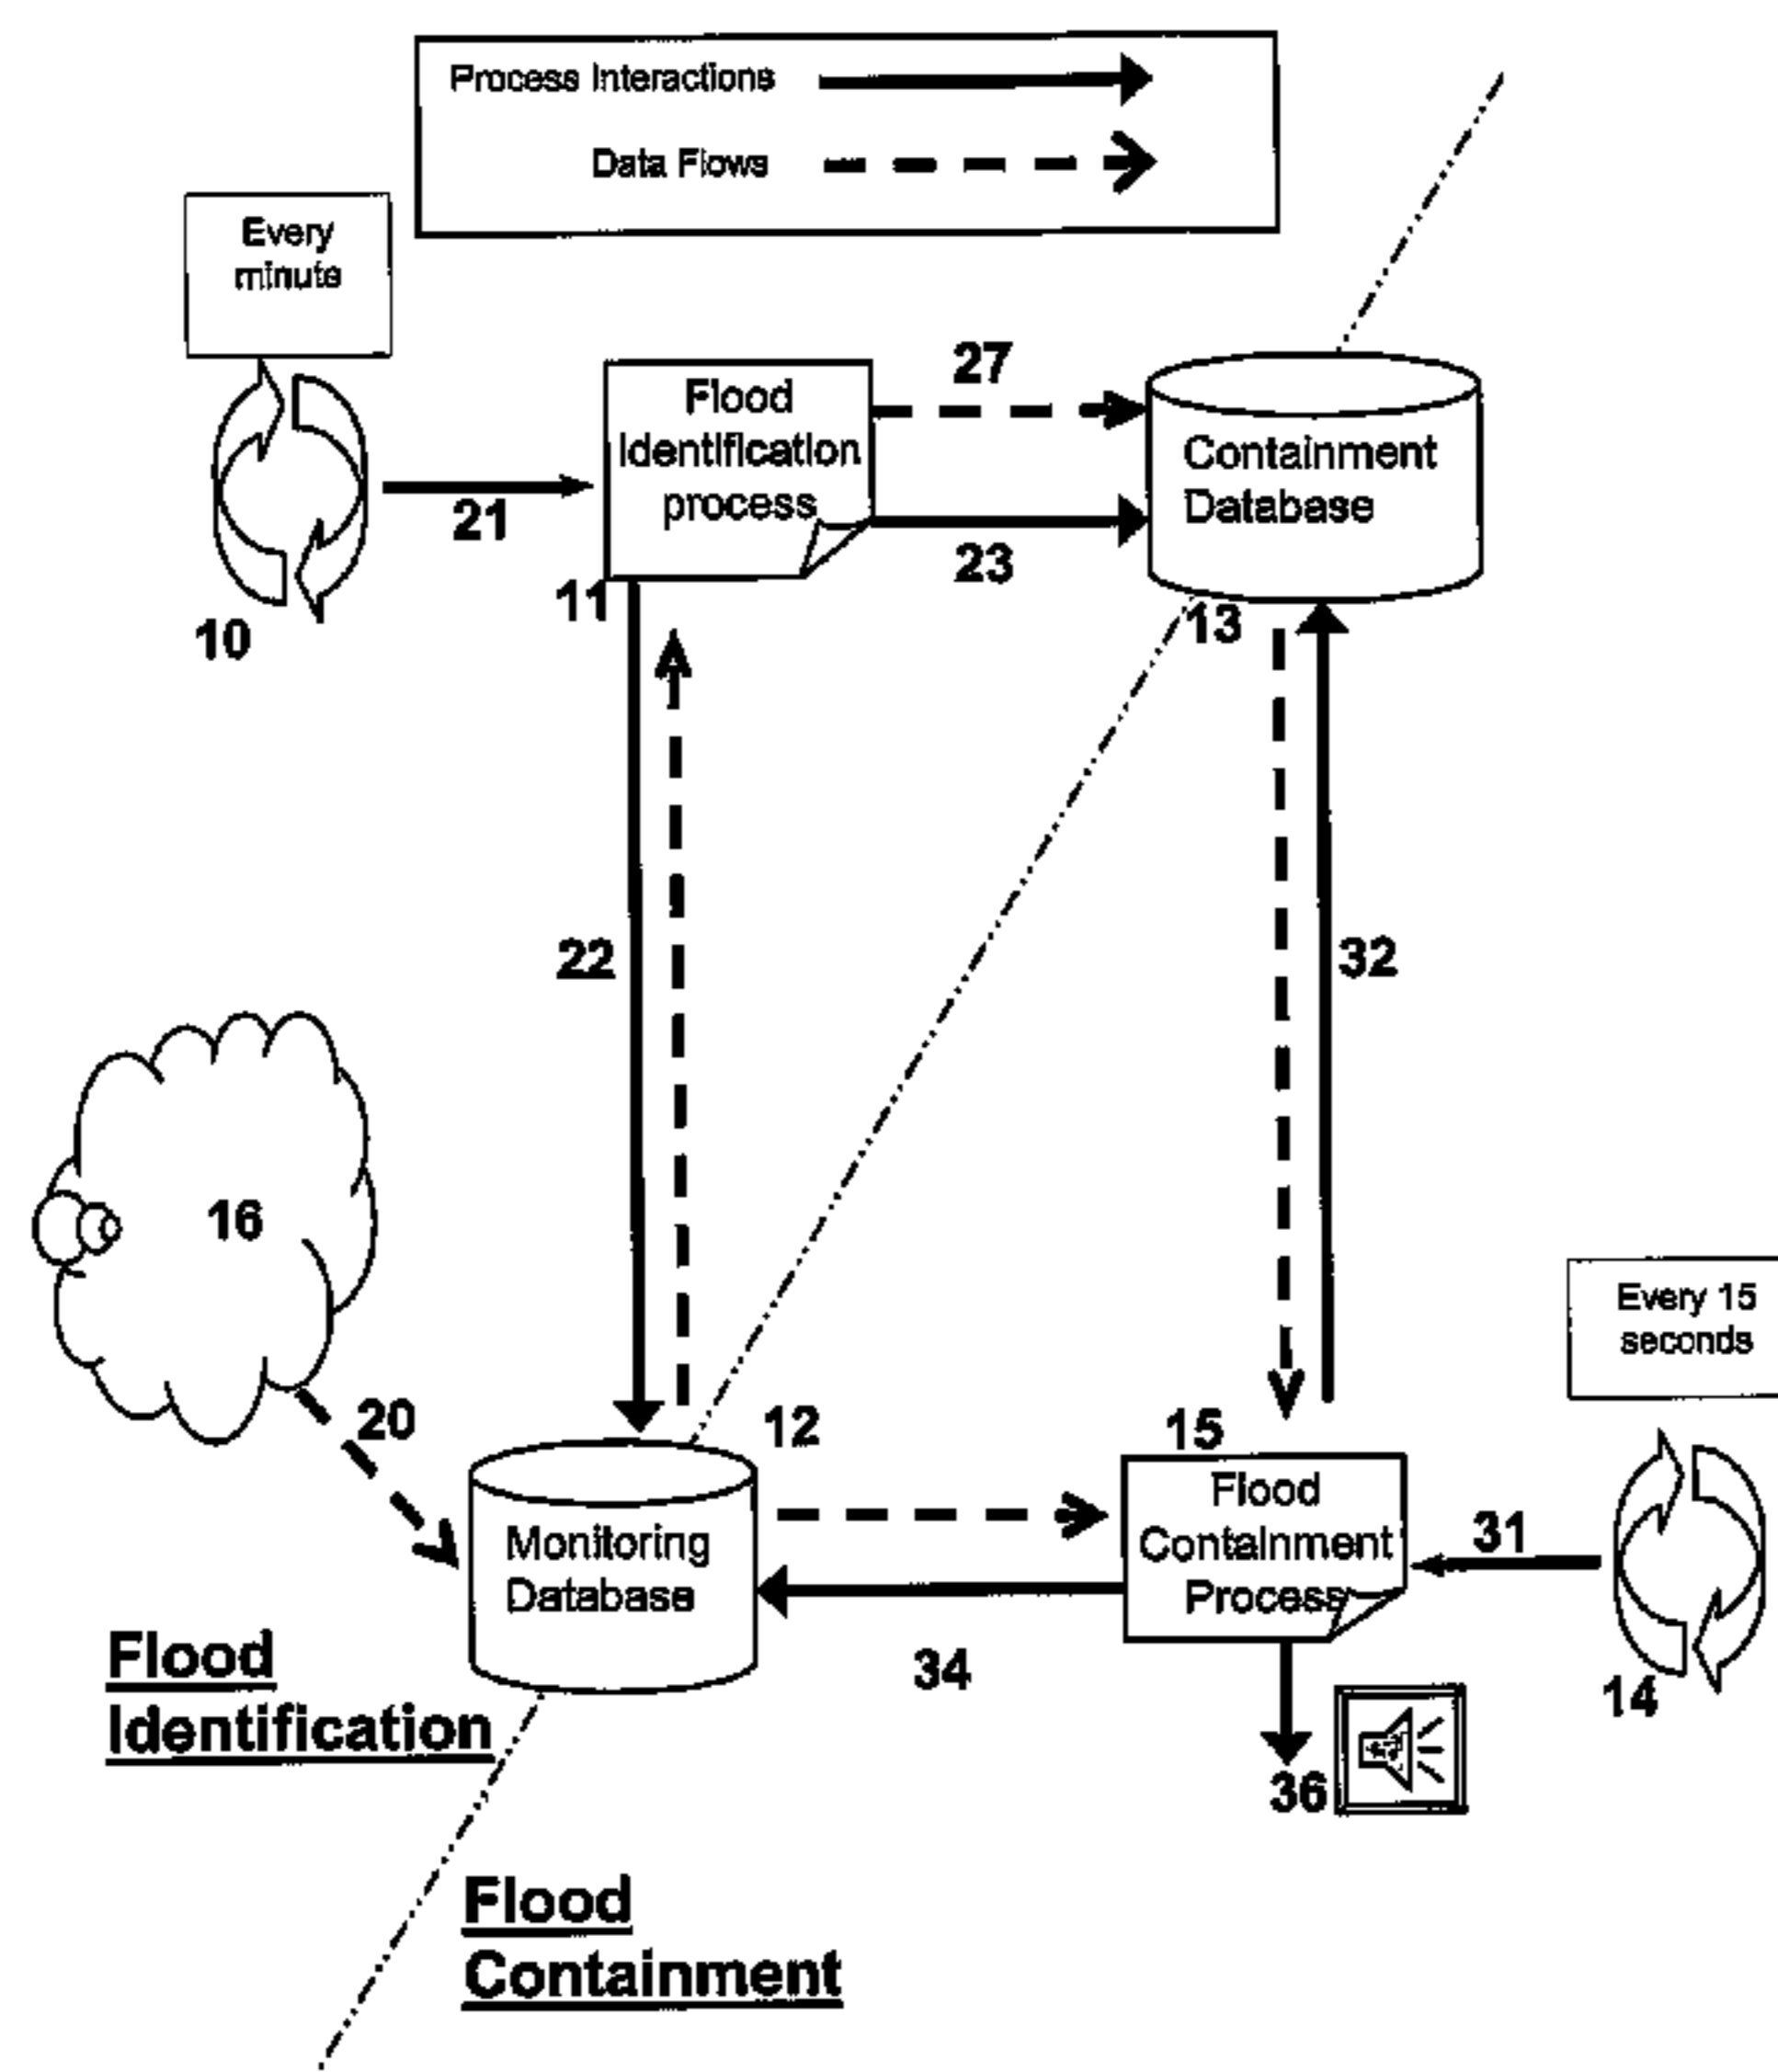 Process Interactions
Data Flows
Every
minute
27
Flood
Identification
process
Containment
Database
21
23
11
13
10
22
32
16
Every 15
seconds
20
12
15
Flood
Containment
Process
31
Monitoring
Database
34
14
36
Flood
Identification
Flood
Containment